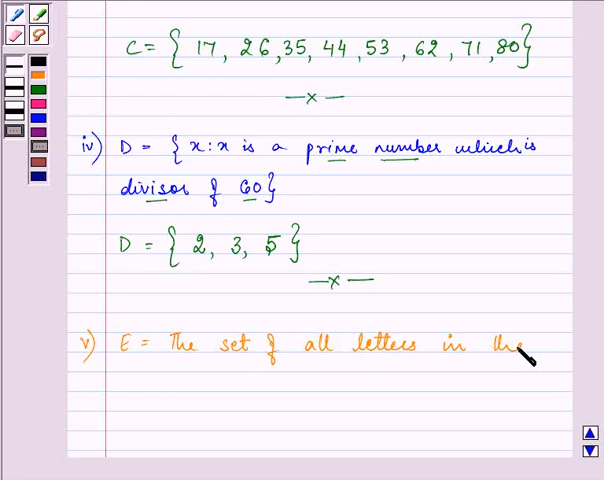 C = { 17, 26, 35, 44, 53, 62, 71, 80}
—x—
iv) D = { x : x is a prime number which is
divisor of 60}
D = { 2, 3, 5 }
—x—
v) E = The set of all letters in the